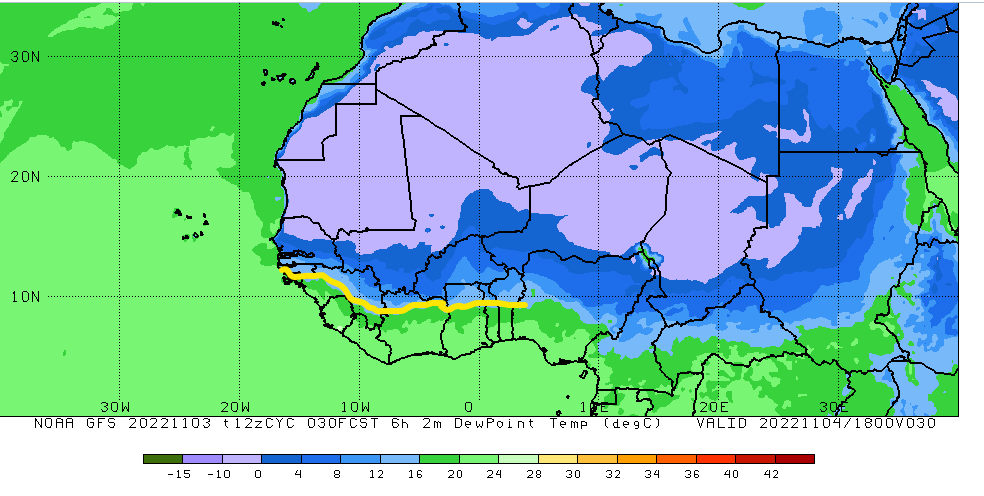 30N
20N
10N
30W 20W 10W 0 10E 20E 30E
NOAA GFS 20221103 t12zCYC 030FCST 6h 2m DewPoint Temp (degC) VALID 20221104/1800V030
-15 -10 0 4 8 12 16 20 24 28 30 32 34 36 40 42